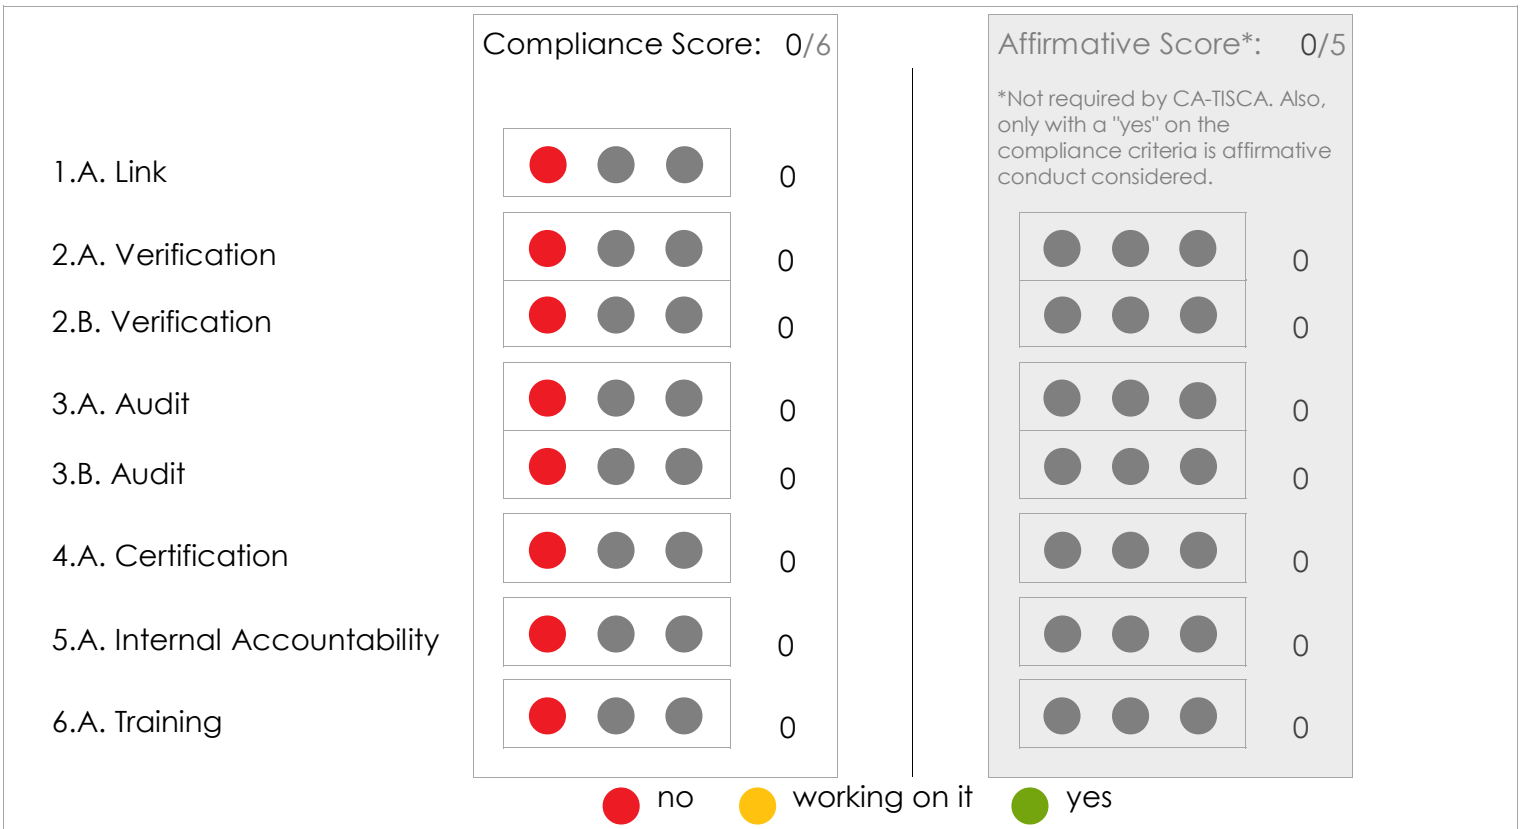 Compliance Score: 0/6
Affirmative Score*: 0/5
*Not required by CA-TISCA. Also,
only with a "yes" on the
compliance criteria is affirmative
conduct considered.
1.A. Link 0
2.A. Verification 0 0
2.B. Verification 0 0
3.A. Audit 0 0
3.B. Audit 0 0
4.A. Certification 0 0
5.A. Internal Accountability 0 0
6.A. Training 0 0
no working on it yes